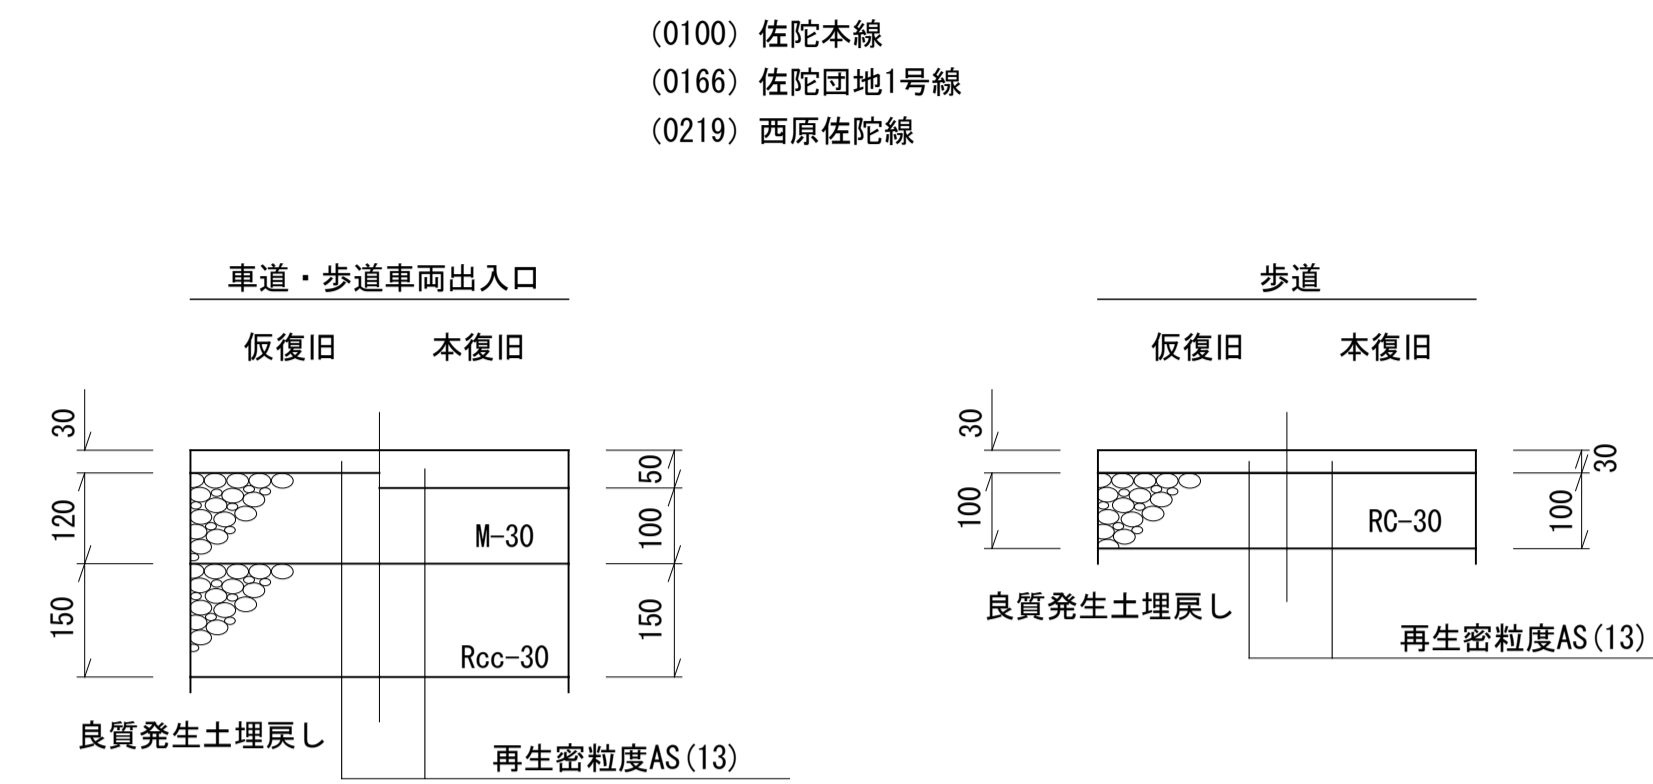 (0100) 佐陀本線
(0166) 佐陀団地1号線
(0219) 西原佐陀線
車道・歩道車両出入口
仮復旧 本復旧
30
120
150
50
100
150
M-30
Rcc-30
良質発生土埋戻し
再生密粒度AS(13)
歩道
仮復旧 本復旧
30
100
30
100
RC-30
良質発生土埋戻し
再生密粒度AS(13)